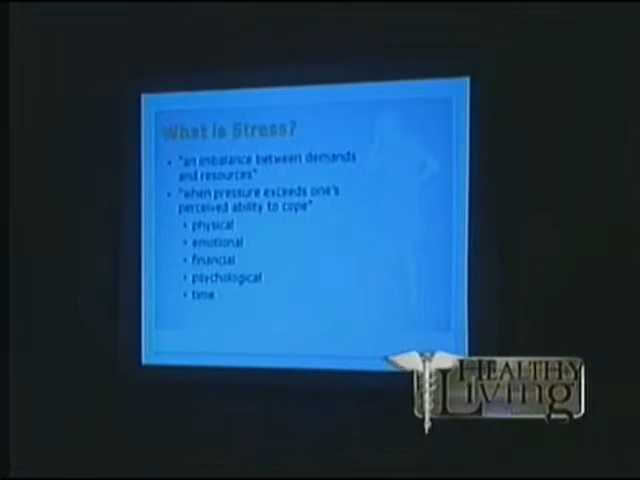 What is Stress?
• "an imbalance between demands
and resources"
• "when pressure exceeds one's
perceived ability to cope"
• physical
• emotional
• financial
• psychological
• time
HEALTHY
Living